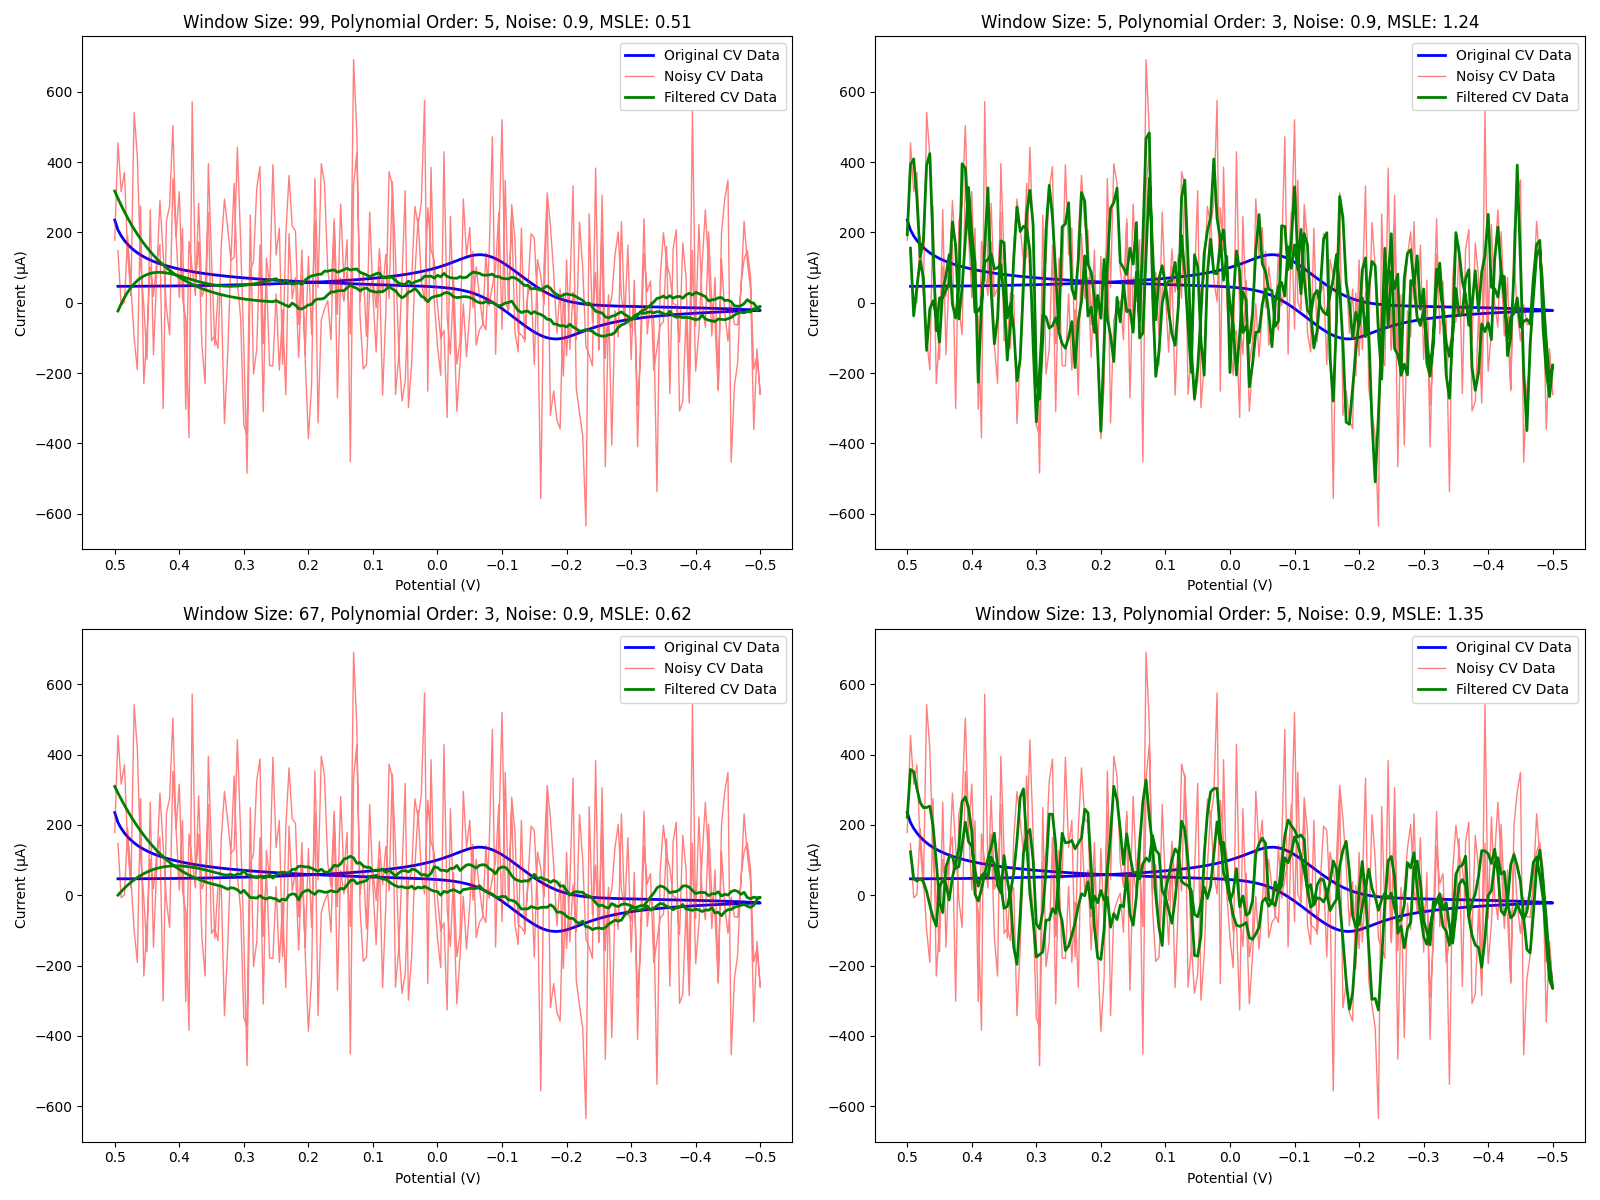 Window Size: 99, Polynomial Order: 5, Noise: 0.9, MSLE: 0.51
Original CV Data
Noisy CV Data
Filtered CV Data
Current (μA)
600
400
200
0
−200
−400
−600
0.5 0.4 0.3 0.2 0.1 0.0 −0.1 −0.2 −0.3 −0.4 −0.5
Potential (V)
Window Size: 5, Polynomial Order: 3, Noise: 0.9, MSLE: 1.24
Original CV Data
Noisy CV Data
Filtered CV Data
Current (μA)
600
400
200
0
−200
−400
−600
0.5 0.4 0.3 0.2 0.1 0.0 −0.1 −0.2 −0.3 −0.4 −0.5
Potential (V)
Window Size: 67, Polynomial Order: 3, Noise: 0.9, MSLE: 0.62
Original CV Data
Noisy CV Data
Filtered CV Data
Current (μA)
600
400
200
0
−200
−400
−600
0.5 0.4 0.3 0.2 0.1 0.0 −0.1 −0.2 −0.3 −0.4 −0.5
Potential (V)
Window Size: 13, Polynomial Order: 5, Noise: 0.9, MSLE: 1.35
Original CV Data
Noisy CV Data
Filtered CV Data
Current (μA)
600
400
200
0
−200
−400
−600
0.5 0.4 0.3 0.2 0.1 0.0 −0.1 −0.2 −0.3 −0.4 −0.5
Potential (V)